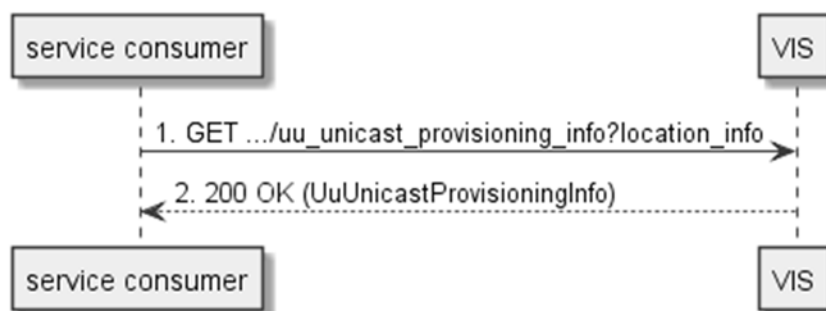 service consumer
VIS
1. GET .../uu_unicast_provisioning_info?location_info
2. 200 OK (UuUnicastProvisioningInfo)
service consumer
VIS